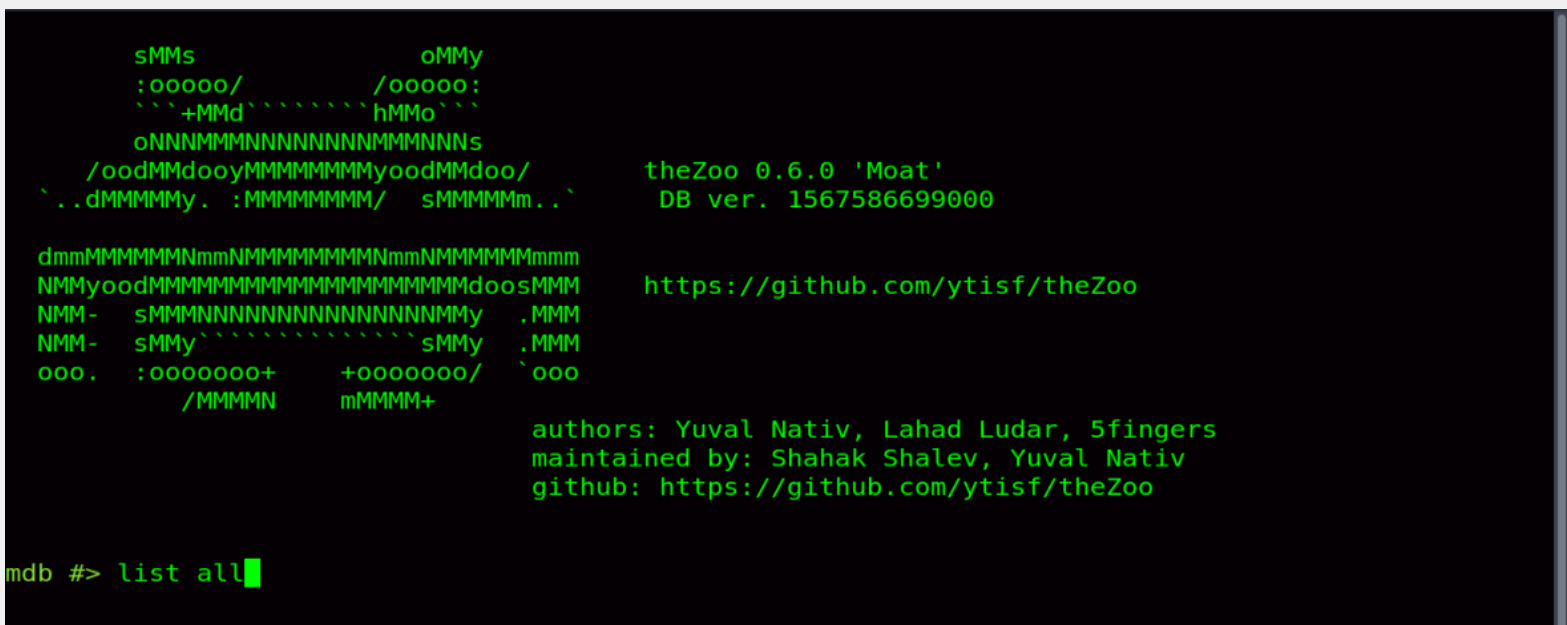 sMMs oMMy
:ooooo/ /ooooo:
```+MMd````````hMMo```
oNNNMMMNNNNNNNNMMMNNNs
/oodMMdooyMMMMMMMMyoodMMdoo/ theZoo 0.6.0 'Moat'
`..dMMMMMy. :MMMMMMMM/ sMMMMMm..` DB ver. 1567586699000
dmmMMMMMMNmmNMMMMMMMMNmmNMMMMMMmmm
NMMyoodMMMMMMMMMMMMMMMMMMMMdoosMMM https://github.com/ytisf/theZoo
NMM- sMMMNNNNNNNNNNNNNNNMMy .MMM
NMM- sMMy``````````````sMMy .MMM
ooo. :ooooooo+ +ooooooo/ `ooo
/MMMMN mMMMM+
authors: Yuval Nativ, Lahad Ludar, 5fingers
maintained by: Shahak Shalev, Yuval Nativ
github: https://github.com/ytisf/theZoo
mdb #> list all